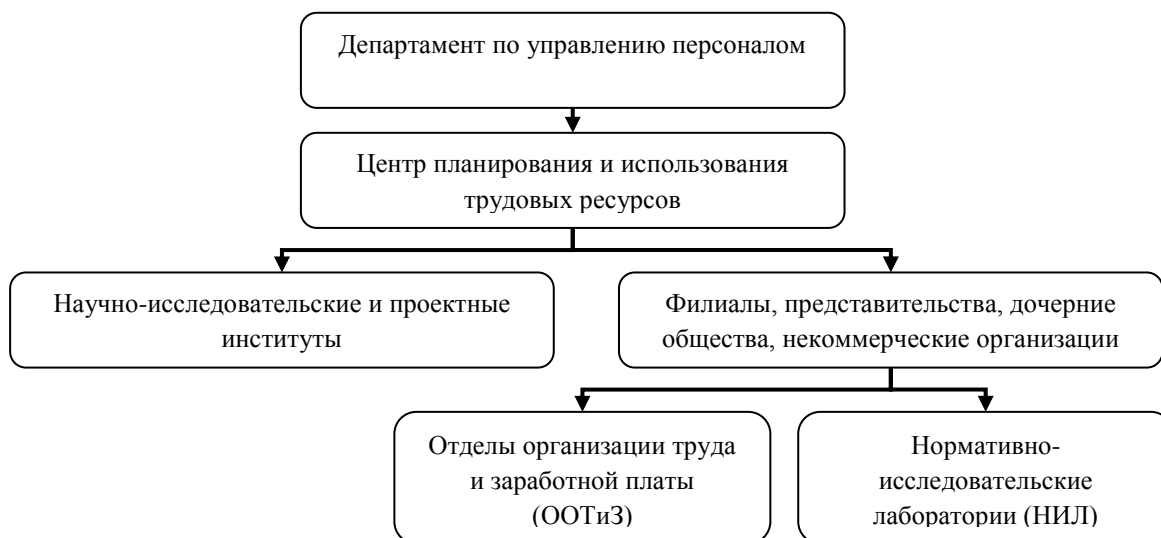 Департамент по управлению персоналом
Центр планирования и использования
трудовых ресурсов
Научно-исследовательские и проектные
институты
Филиалы, представительства, дочерние
общества, некоммерческие организации
Отделы организации труда
и заработной платы
(ООТиЗ)
Нормативно-
исследовательские
лаборатории (НИЛ)